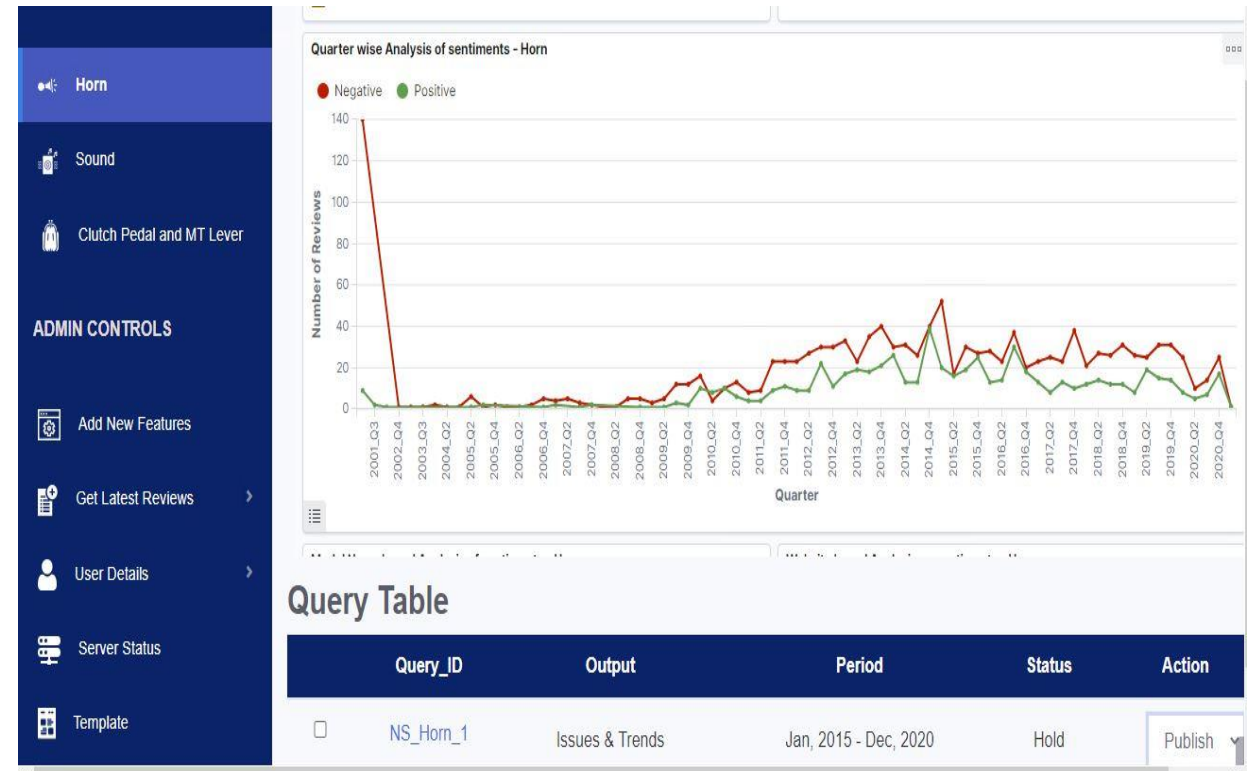 Horn
Sound
Clutch Pedal and MT Lever
ADMIN CONTROLS
Add New Features
Get Latest Reviews
User Details
Server Status
Template
Quarter wise Analysis of sentiments - Horn
Negative Positive
Number of Reviews
140
120
100
80
60
40
20
0
2001_Q3 2002_Q4 2003_Q3 2004_Q2 2005_Q2 2005_Q4 2006_Q2 2006_Q4 2007_Q2 2007_Q4 2008_Q2 2008_Q4 2009_Q2 2009_Q4 2010_Q2 2010_Q4 2011_Q2 2011_Q4 2012_Q2 2012_Q4 2013_Q2 2013_Q4 2014_Q2 2014_Q4 2015_Q2 2015_Q4 2016_Q2 2016_Q4 2017_Q2 2017_Q4 2018_Q2 2018_Q4 2019_Q2 2019_Q4 2020_Q2 2020_Q4
Quarter
Query Table
Query_ID Output Period Status Action
NS_Horn_1 Issues & Trends Jan, 2015 - Dec, 2020 Hold Publish